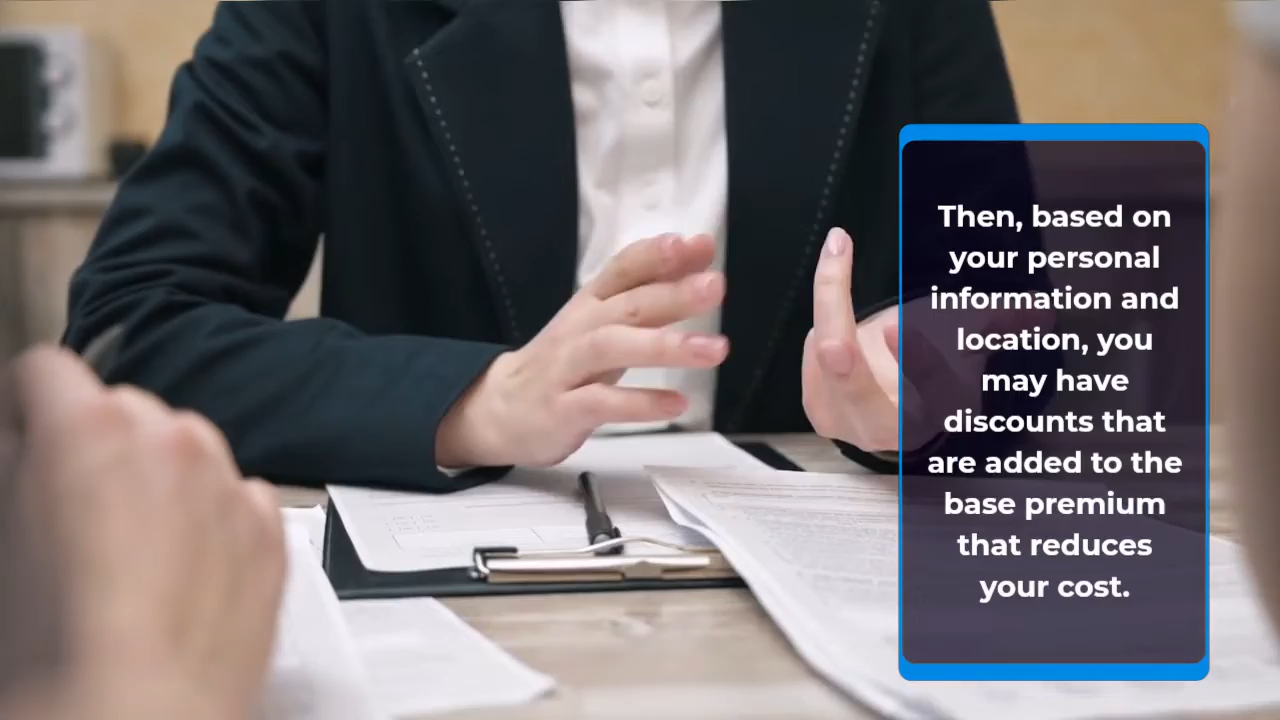 Then, based on
your personal
information and
location, you
may have
discounts that
are added to the
base premium
that reduces
your cost.